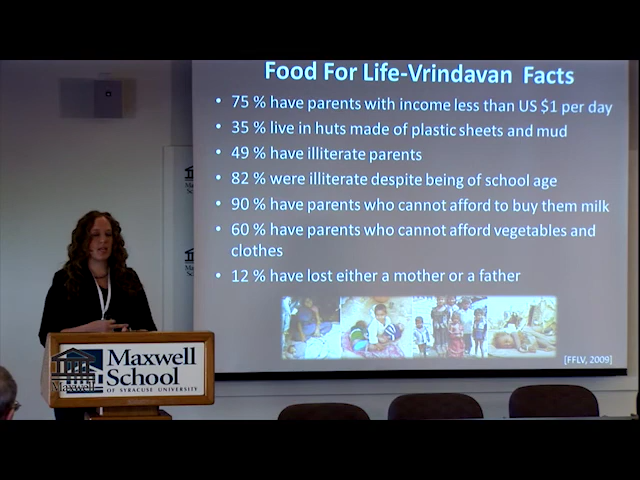 Food For Life-Vrindavan Facts
• 75 % have parents with income less than US $1 per day
• 35 % live in huts made of plastic sheets and mud
• 49 % have illiterate parents
• 82 % were illiterate despite being of school age
• 90 % have parents who cannot afford to buy them milk
• 60 % have parents who cannot afford vegetables and
clothes
• 12 % have lost either a mother or a father
[FFLV, 2009]
Maxwell
School
OF SYRACUSE UNIVERSITY
Maxwell